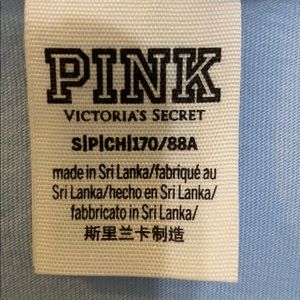 PINK
VICTORIA'S SECRET
S|P|CH|170/88A
made in Sri Lanka/fabriqué au
Sri Lanka/hecho en Sri Lanka/
fabbricato in Sri Lanka/
斯里兰卡制造